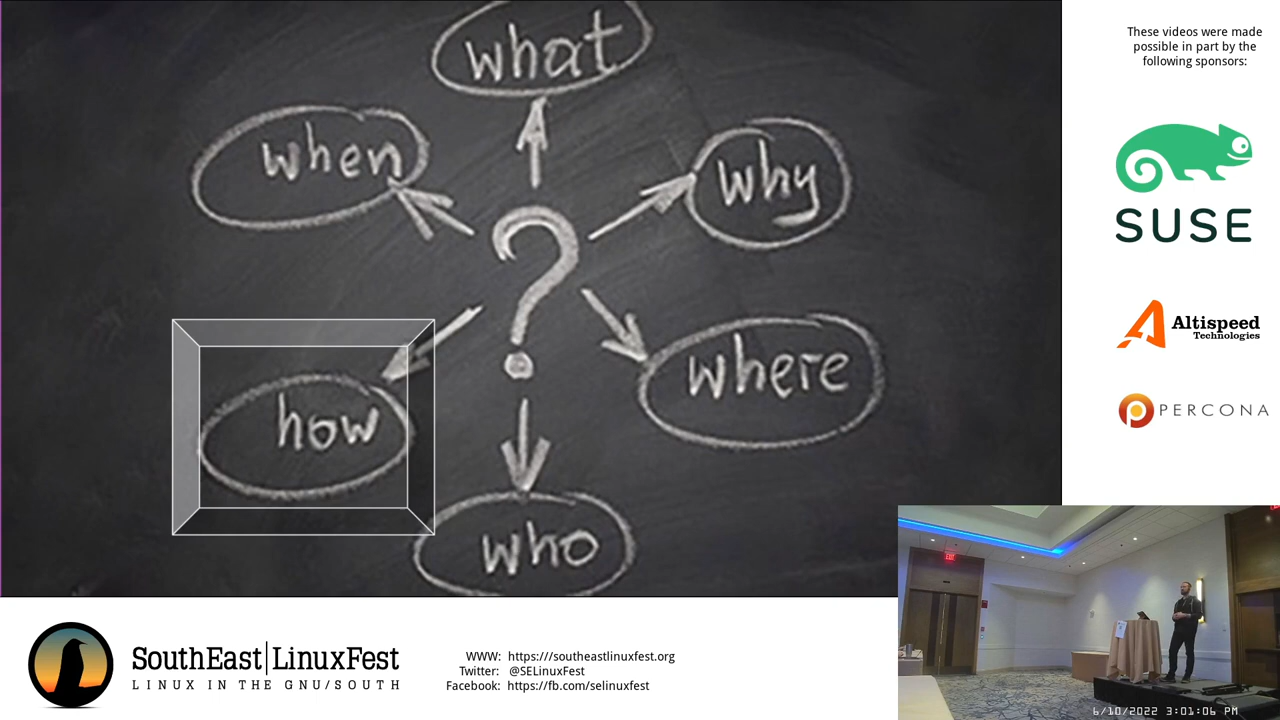 what
when
why
?
how
where
who
These videos were made
possible in part by the
following sponsors:
SUSE
Altispeed
Technologies
PERCONA
SouthEast LinuxFest
LINUX IN THE GNU/SOUTH
WWW: https://southeastlinuxfest.org
Twitter: @SELinuxFest
Facebook: https://fb.com/selinuxfest
EXIT
6/10/2022 3:01:06 PM